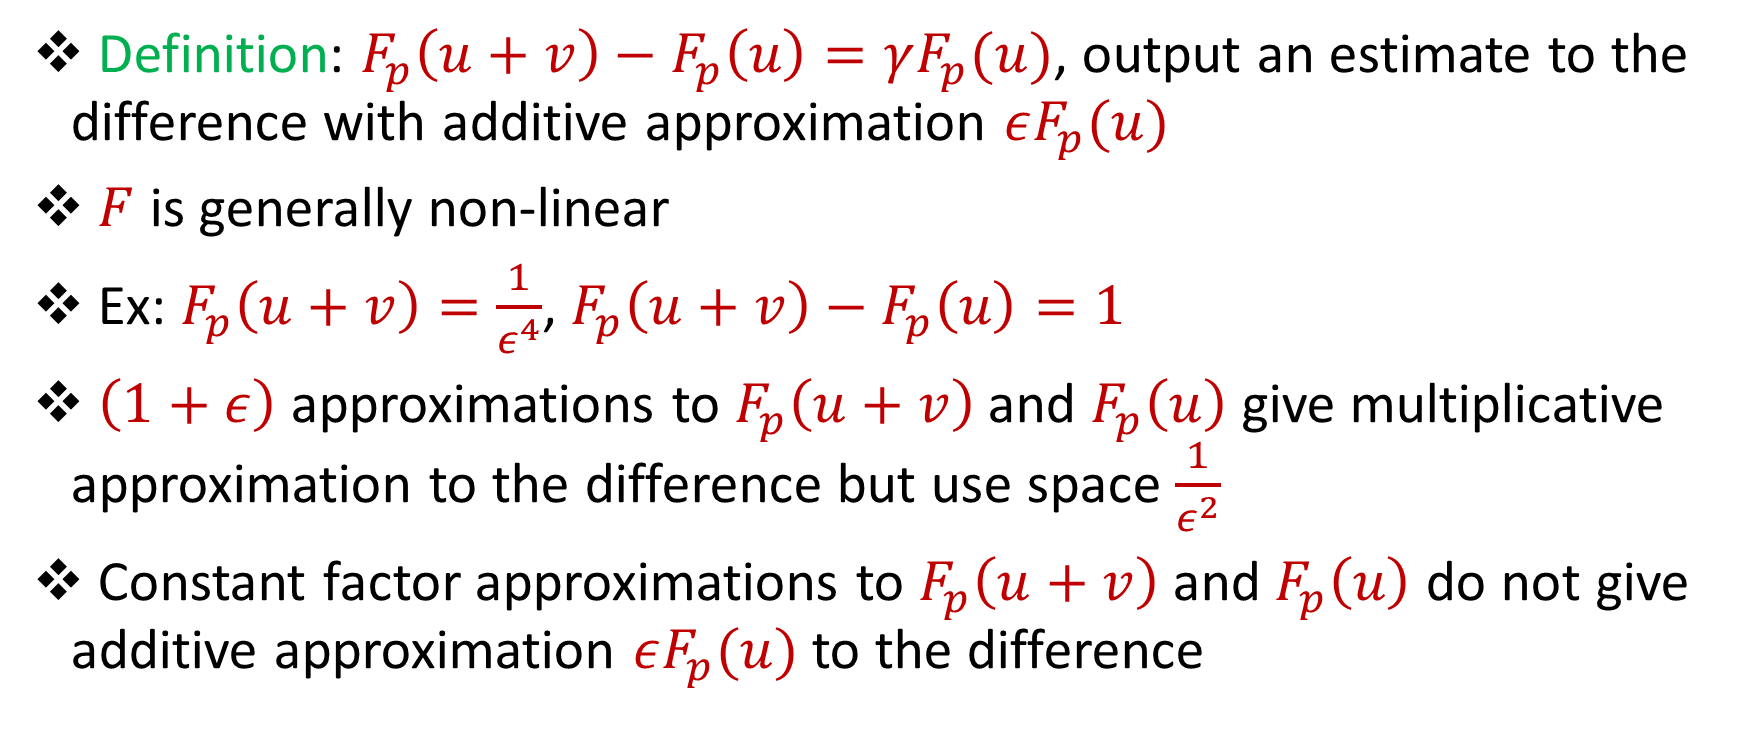 ❖ Definition: F_p(u + v) − F_p(u) = γF_p(u), output an estimate to the
difference with additive approximation ϵF_p(u)
❖ F is generally non-linear
❖ Ex: F_p(u + v) = 1/ϵ^4, F_p(u + v) − F_p(u) = 1
❖ (1 + ϵ) approximations to F_p(u + v) and F_p(u) give multiplicative
approximation to the difference but use space 1/ϵ^2
❖ Constant factor approximations to F_p(u + v) and F_p(u) do not give
additive approximation ϵF_p(u) to the difference